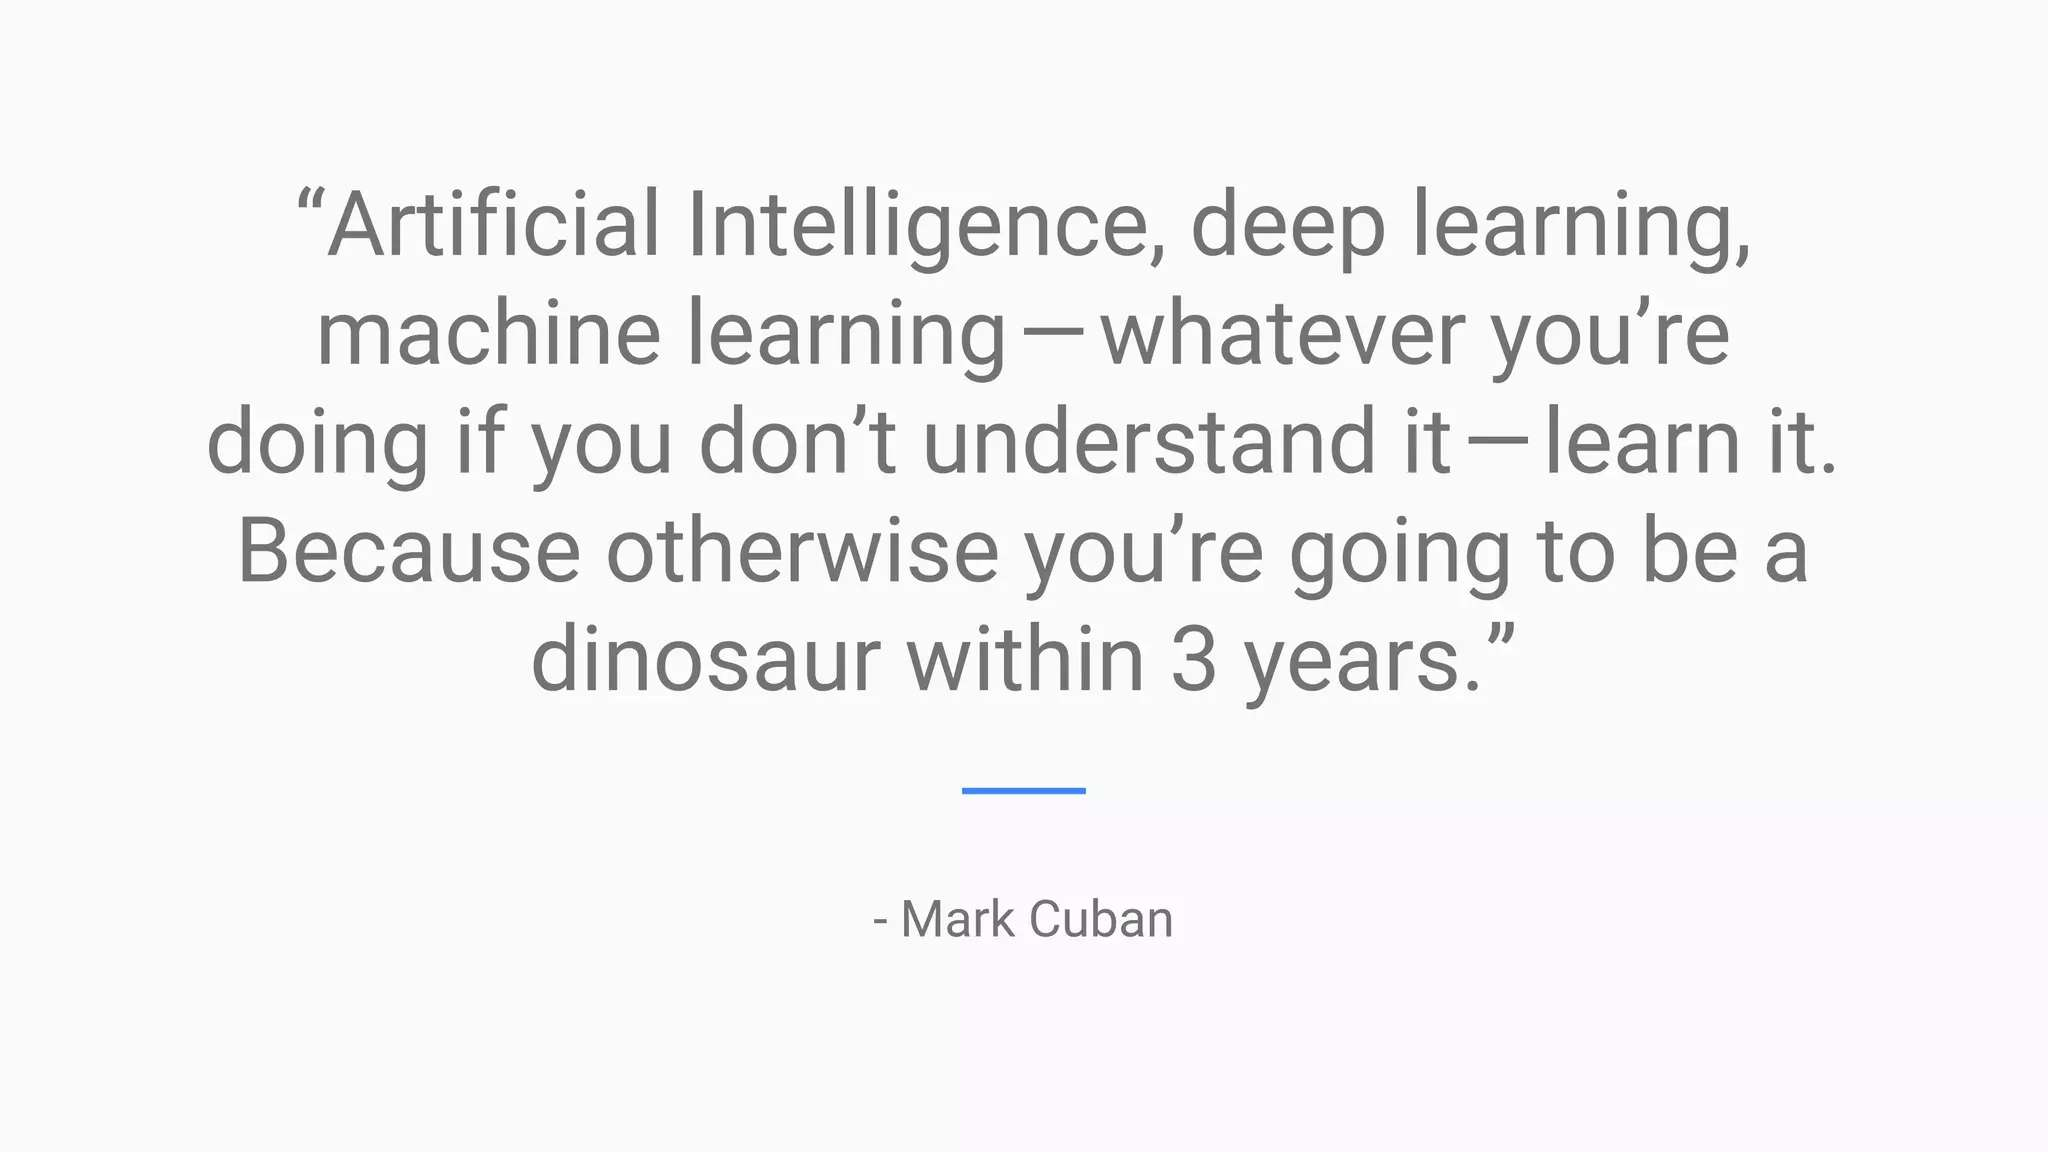 “Artificial Intelligence, deep learning,
machine learning — whatever you’re
doing if you don’t understand it — learn it.
Because otherwise you’re going to be a
dinosaur within 3 years.”
- Mark Cuban